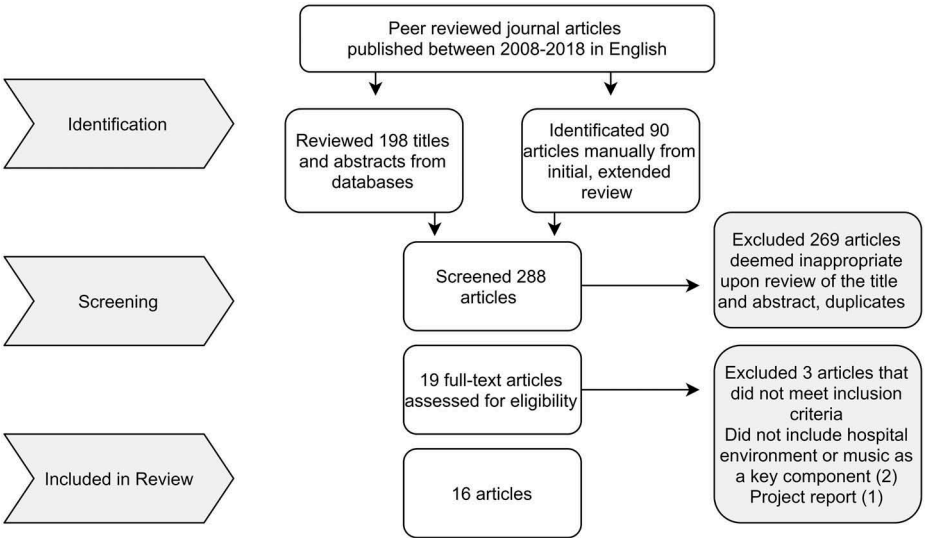 Peer reviewed journal articles
published between 2008-2018 in English
Identification
Reviewed 198 titles
and abstracts from
databases
Identificated 90
articles manually from
initial, extended
review
Screening
Screened 288
articles
Excluded 269 articles
deemed inappropriate
upon review of the title
and abstract, duplicates
19 full-text articles
assessed for eligibility
Excluded 3 articles that
did not meet inclusion
criteria
Did not include hospital
environment or music as
a key component (2)
Project report (1)
Included in Review
16 articles